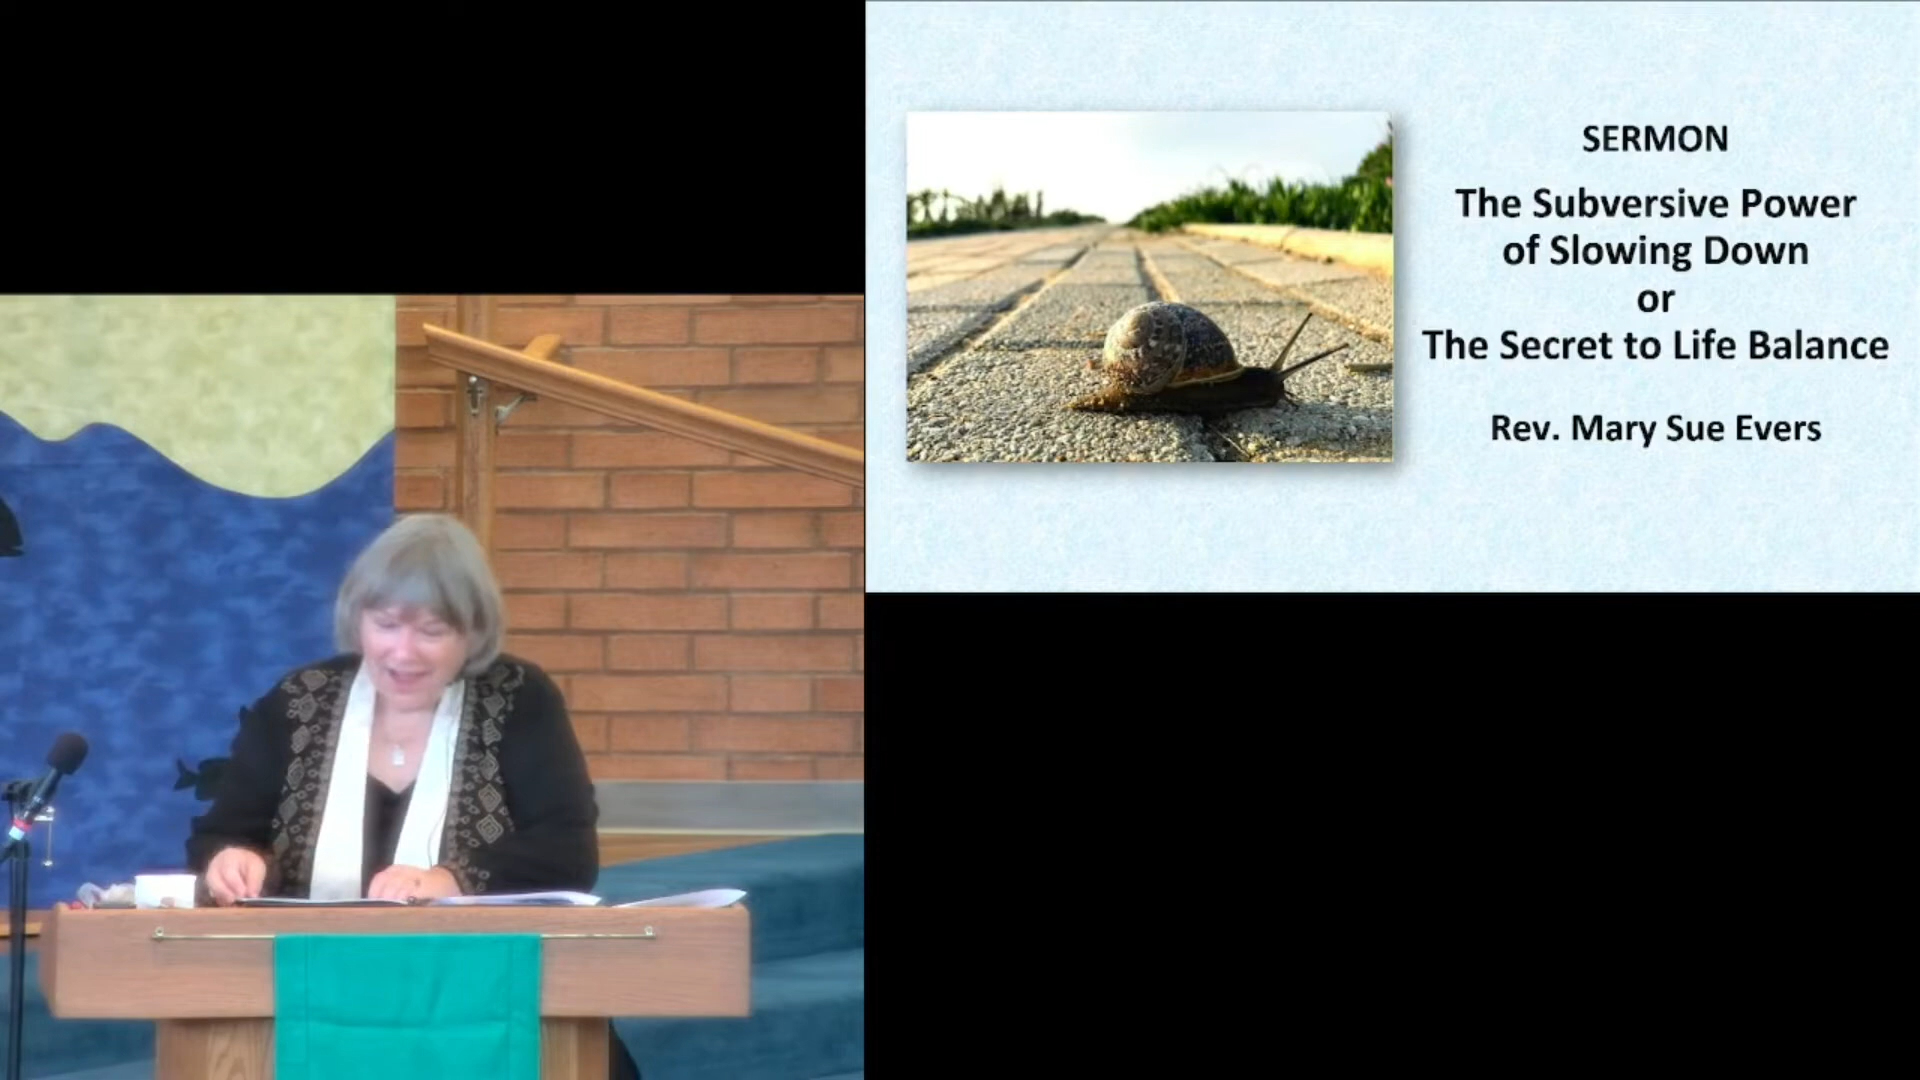 SERMON
The Subversive Power
of Slowing Down
or
The Secret to Life Balance
Rev. Mary Sue Evers